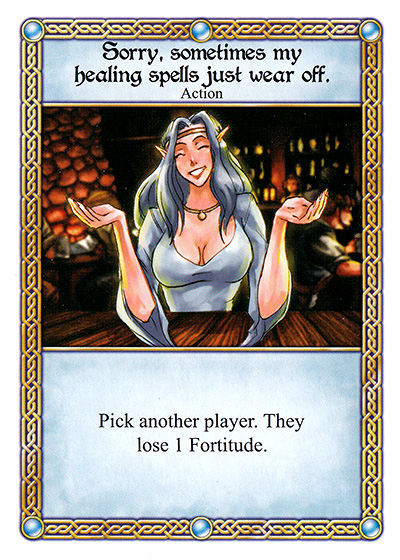 Sorry, sometimes my
healing spells just wear off.
Action
Pick another player. They
lose 1 Fortitude.